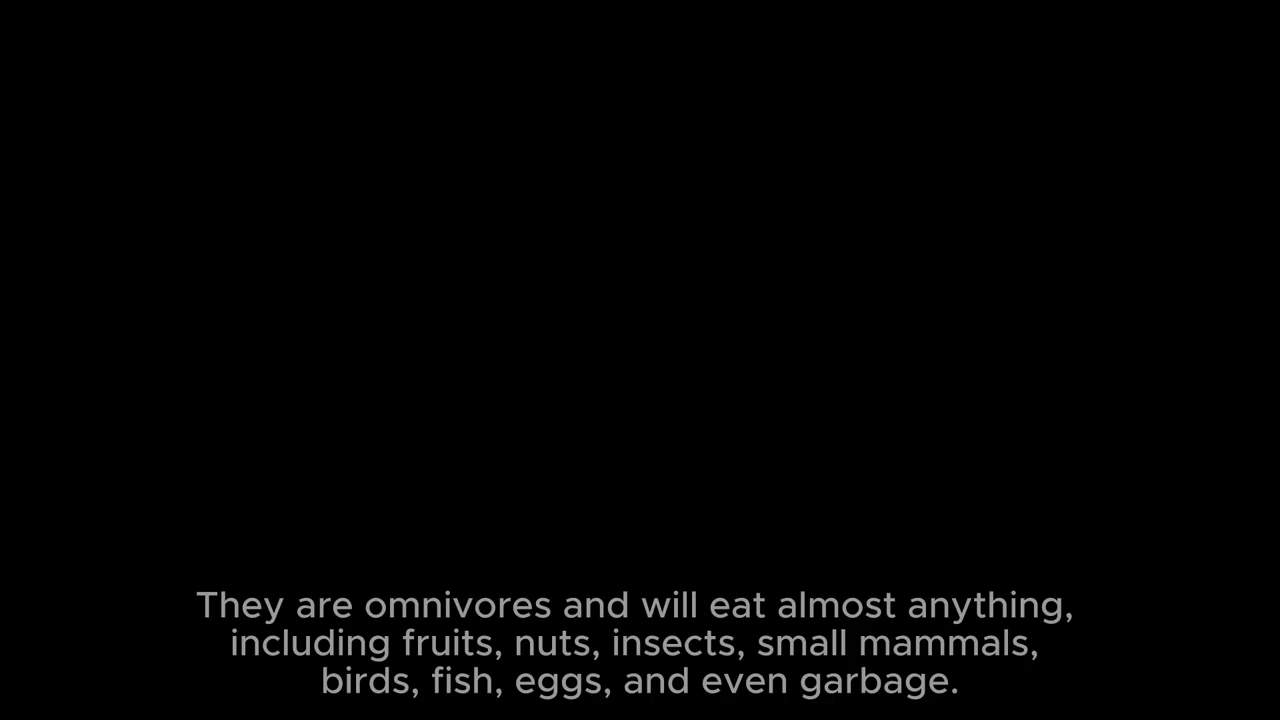 They are omnivores and will eat almost anything,
including fruits, nuts, insects, small mammals,
birds, fish, eggs, and even garbage.